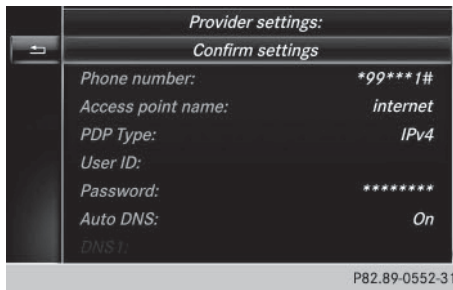 Provider settings:
Confirm settings
Phone number: *99***1#
Access point name: internet
PDP Type: IPv4
User ID:
Password: ********
Auto DNS: On
DNS1:
P82.89-0552-31